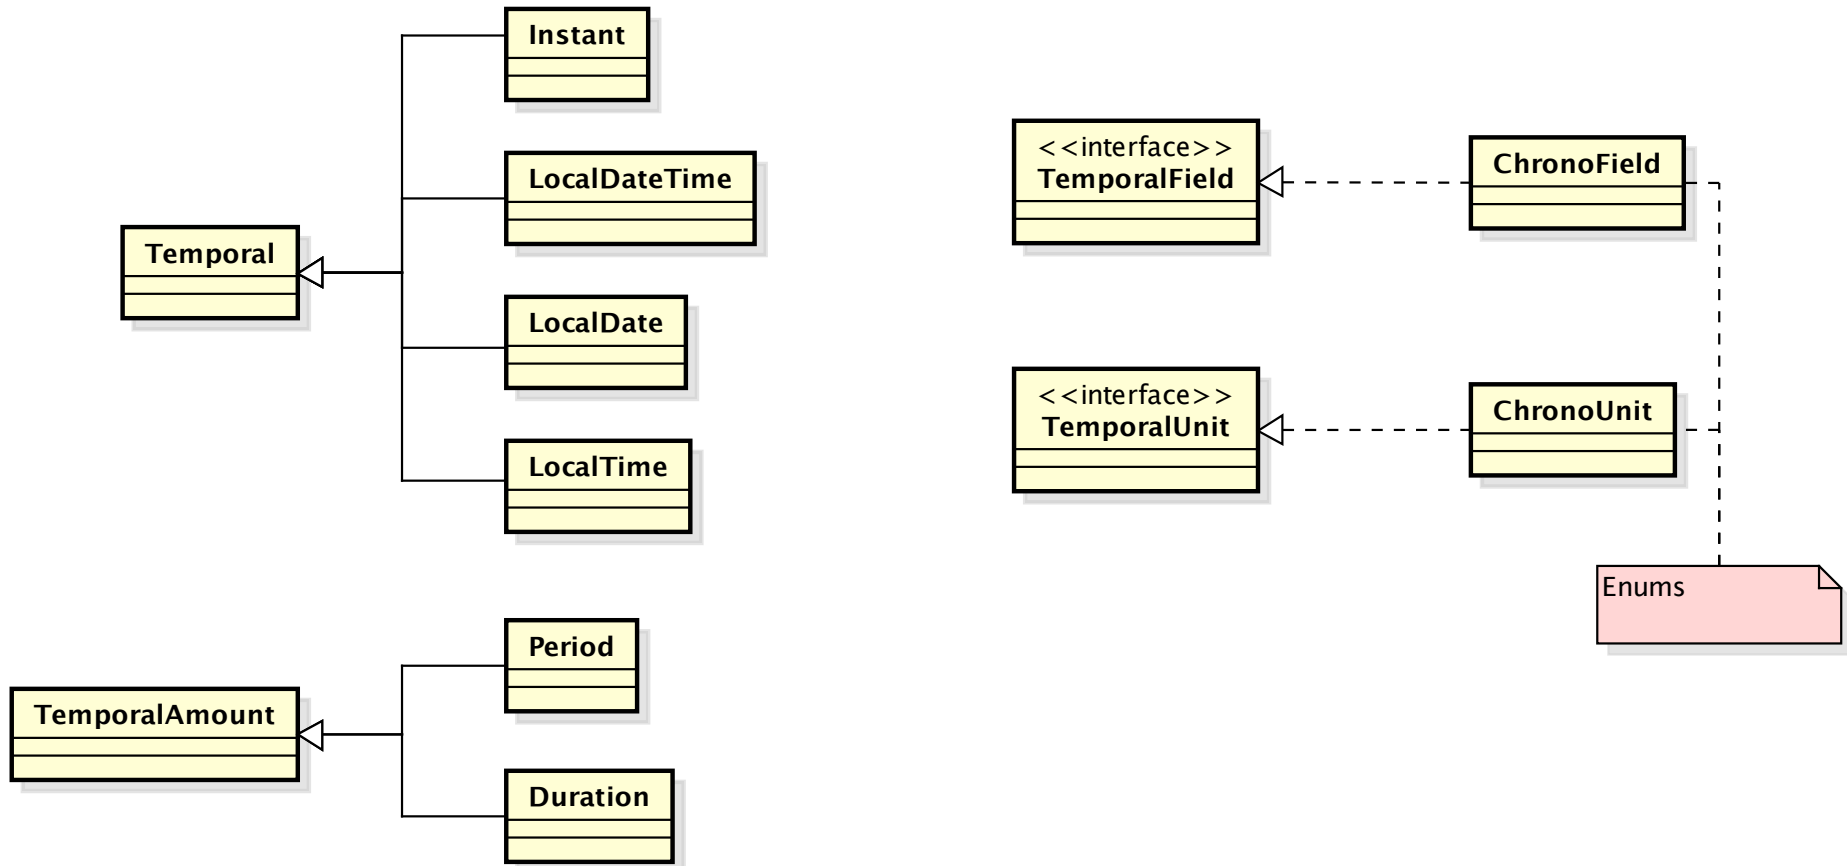 Instant
LocalDateTime
Temporal
LocalDate
LocalTime
Period
TemporalAmount
Duration
<<interface>>
TemporalField
ChronoField
<<interface>>
TemporalUnit
ChronoUnit
Enums